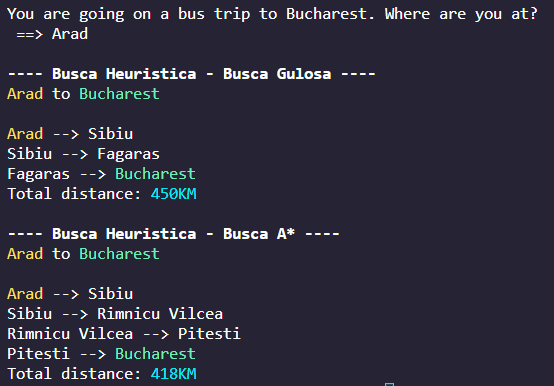 You are going on a bus trip to Bucharest. Where are you at?
==> Arad
---- Busca Heuristica - Busca Gulosa ----
Arad to Bucharest
Arad --> Sibiu
Sibiu --> Fagaras
Fagaras --> Bucharest
Total distance: 450KM
---- Busca Heuristica - Busca A* ----
Arad to Bucharest
Arad --> Sibiu
Sibiu --> Rimnicu Vilcea
Rimnicu Vilcea --> Pitesti
Pitesti --> Bucharest
Total distance: 418KM